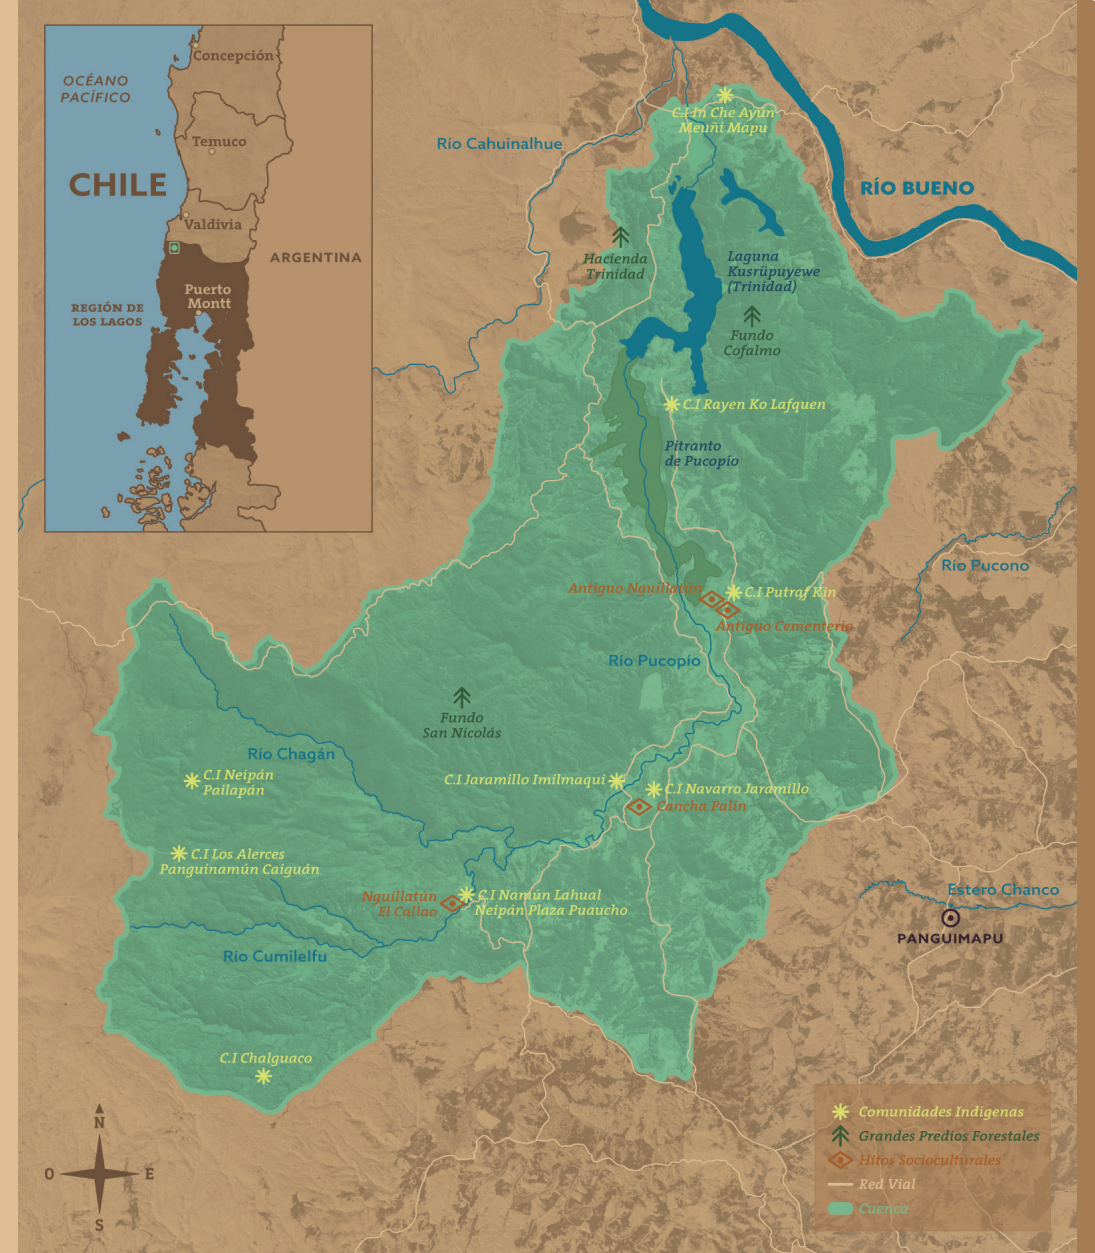 OCÉANO
PACÍFICO
Concepción
Temuco
CHILE
Valdivia
ARGENTINA
Puerto
Montt
REGIÓN DE
LOS LAGOS
Río Cahuinalhue
C.I In Che Ayün
Meuñi Mapu
RÍO BUENO
Hacienda
Trinidad
Laguna
Kusrüpuyewe
(Trinidad)
Fundo
Cofalmo
C.I Rayen Ko Lafquen
Pitranto
de Pucopío
Río Pucono
Antiguo Nguillatún
C.I Putraf Kin
Antiguo Cementerio
Río Pucopío
Fundo
San Nicolás
Río Chagán
C.I Neipán
Pailapán
C.I Jaramillo Imilmaqui
C.I Navarro Jaramillo
Cancha Palin
C.I Los Alerces
Panguinamún Caiguán
Nguillatún
El Callao
C.I Namún Lahual
Neipán Plaza Puaucho
Estero Chanco
PANGUIMAPU
Río Cumilelfu
C.I Chalguaco
N
O
E
S
Comunidades Indígenas
Grandes Predios Forestales
Hitos Socioculturales
Red Vial
Cuenca